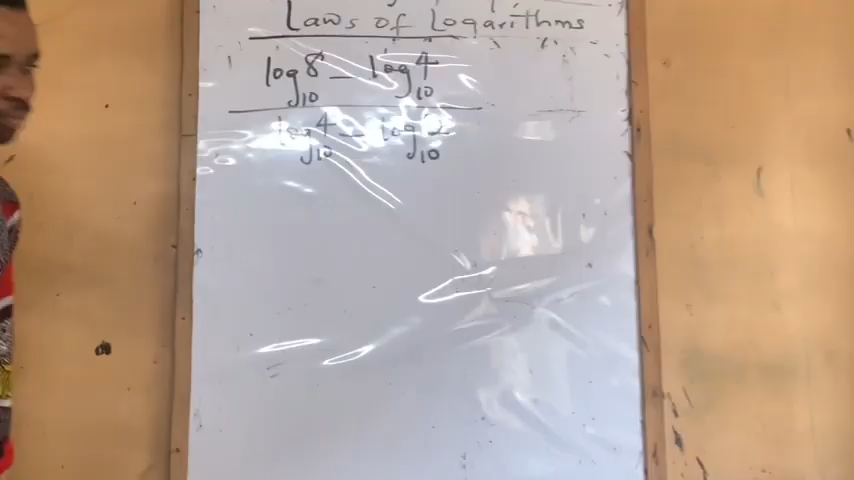 Laws of Logarithms
log₁₀8 - log₁₀4
log₁₀4 - log₁₀2